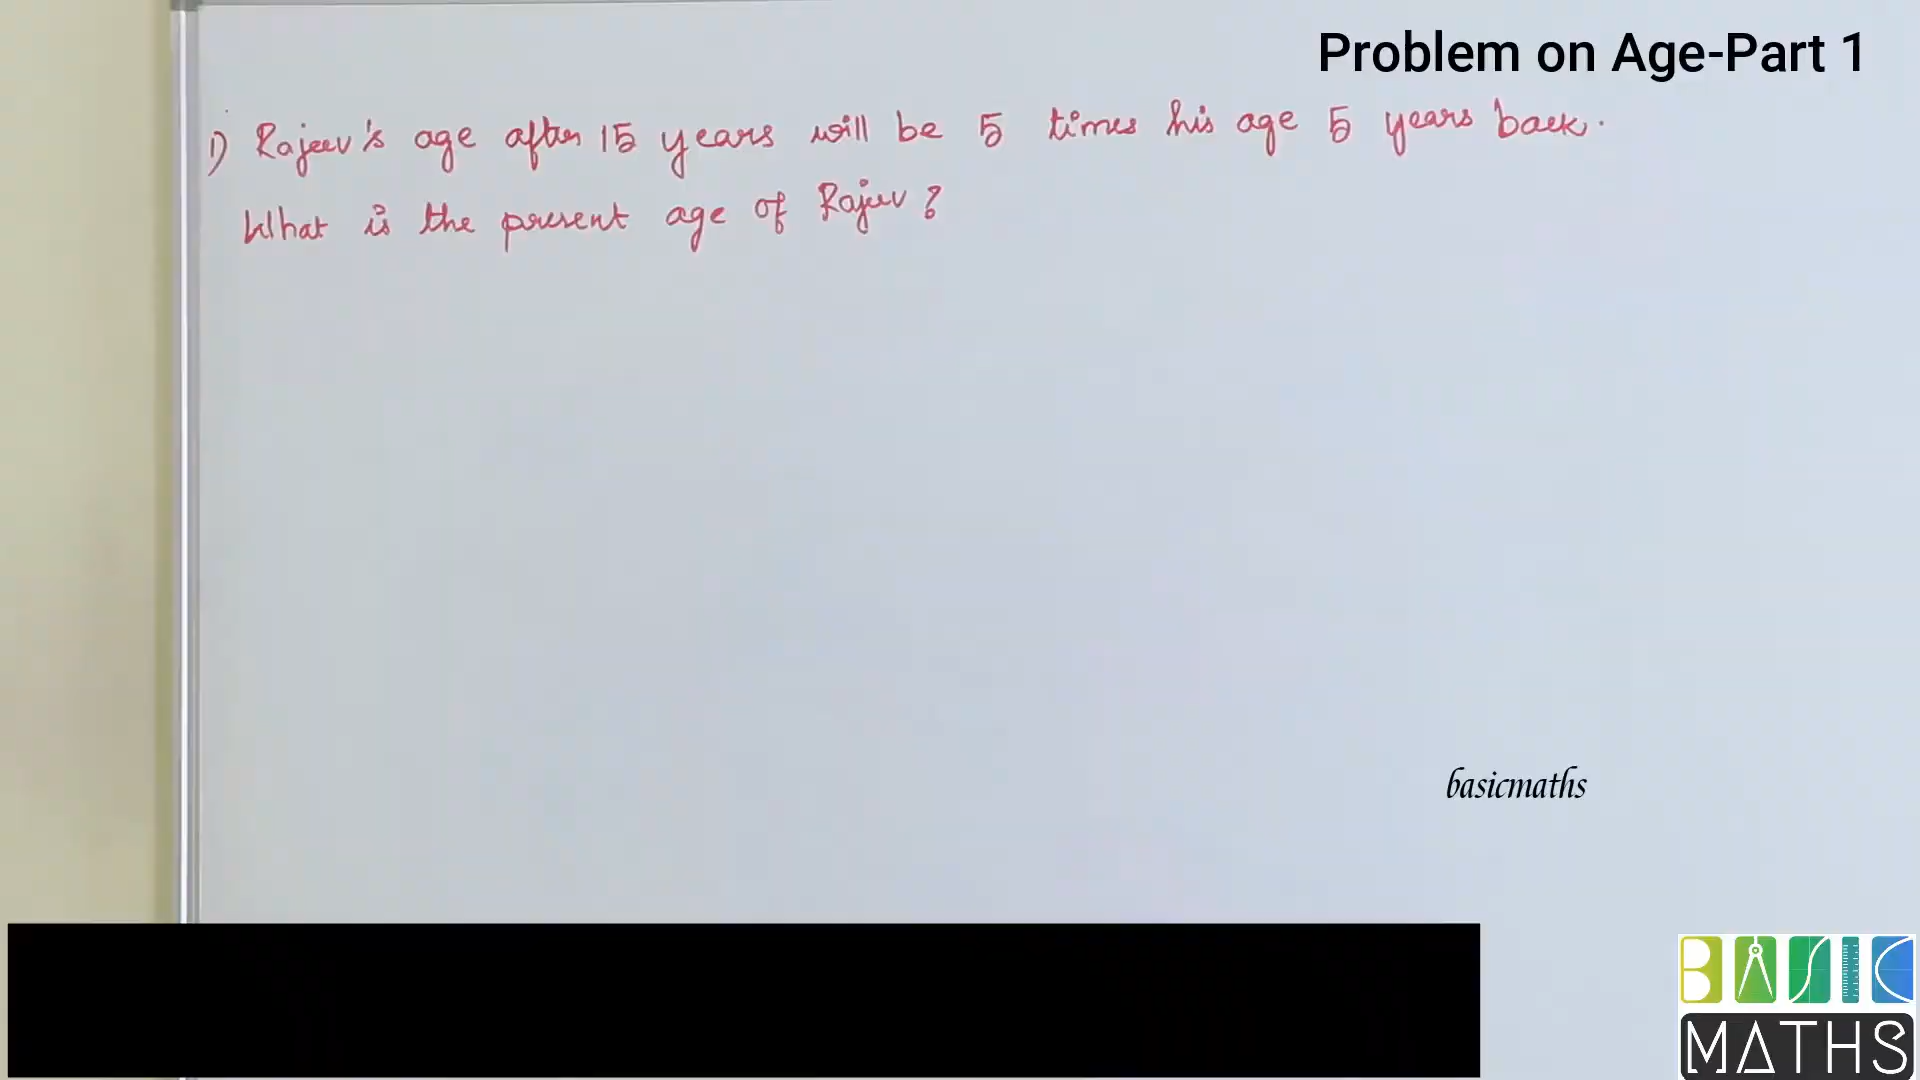 Problem on Age-Part 1
1) Rajeev's age after 15 years will be 5 times his age 5 years back.
What is the present age of Rajeev?
basicmaths
BASIC
MATHS